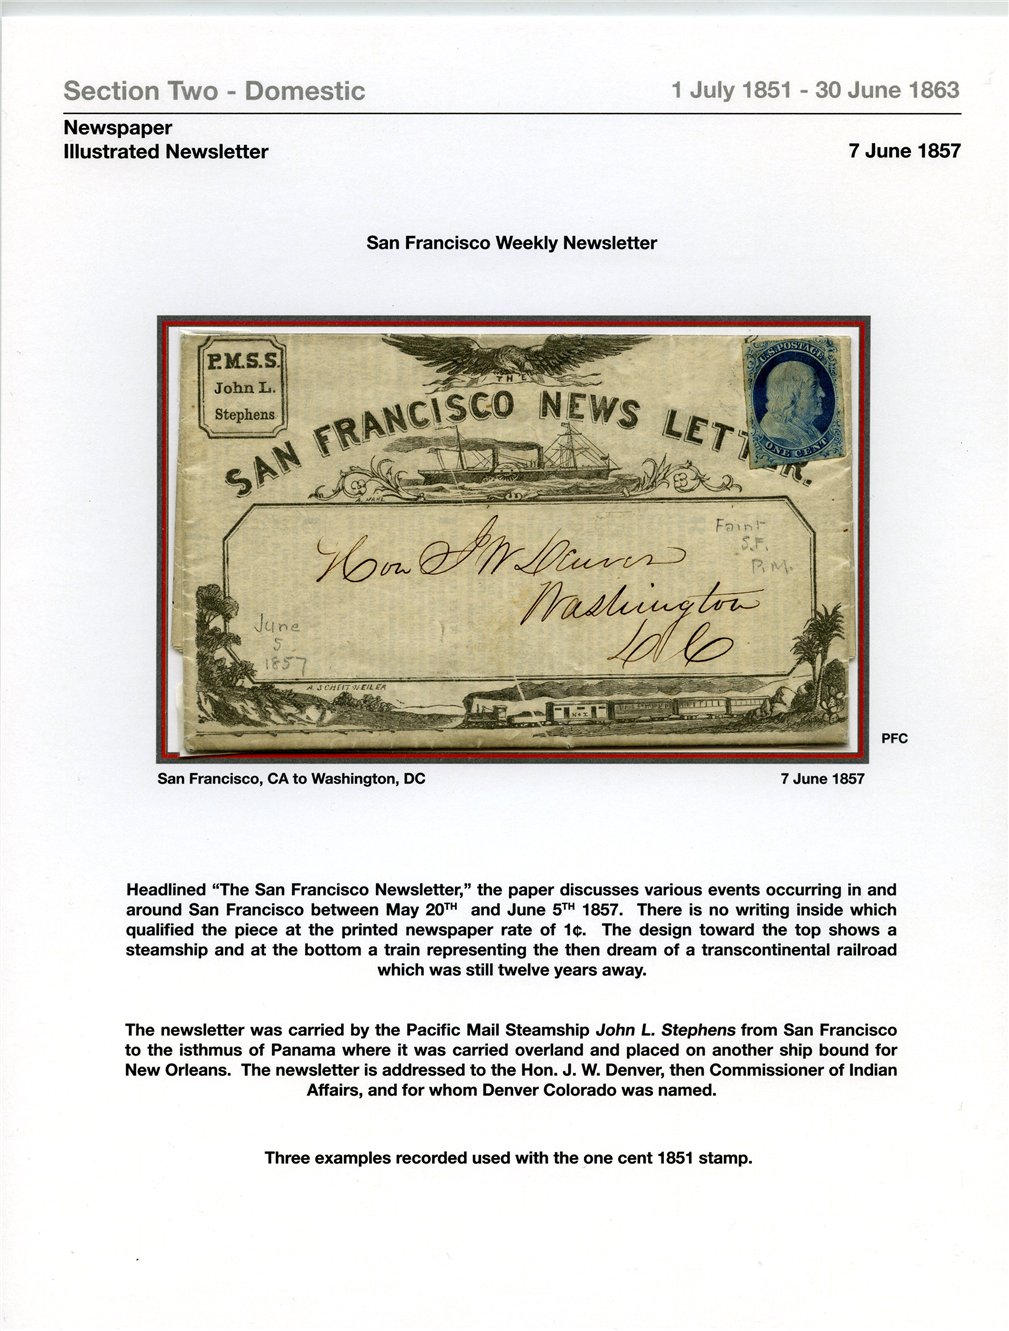 Section Two - Domestic
1 July 1851 - 30 June 1863
Newspaper
Illustrated Newsletter
7 June 1857
San Francisco Weekly Newsletter
P.M.S.S.
John L.
Stephens
THE
SAN FRANCISCO NEWS LETTER.
U.S. POSTAGE
ONE CENT
Hon J W Denver
Washington
D C
Faint
S.F.
P.M.
June
5
1857
A. SCHEITWEILER
No 1
PFC
San Francisco, CA to Washington, DC
7 June 1857
Headlined “The San Francisco Newsletter,” the paper discusses various events occurring in and
around San Francisco between May 20TH and June 5TH 1857. There is no writing inside which
qualified the piece at the printed newspaper rate of 1¢. The design toward the top shows a
steamship and at the bottom a train representing the then dream of a transcontinental railroad
which was still twelve years away.
The newsletter was carried by the Pacific Mail Steamship John L. Stephens from San Francisco
to the isthmus of Panama where it was carried overland and placed on another ship bound for
New Orleans. The newsletter is addressed to the Hon. J. W. Denver, then Commissioner of Indian
Affairs, and for whom Denver Colorado was named.
Three examples recorded used with the one cent 1851 stamp.